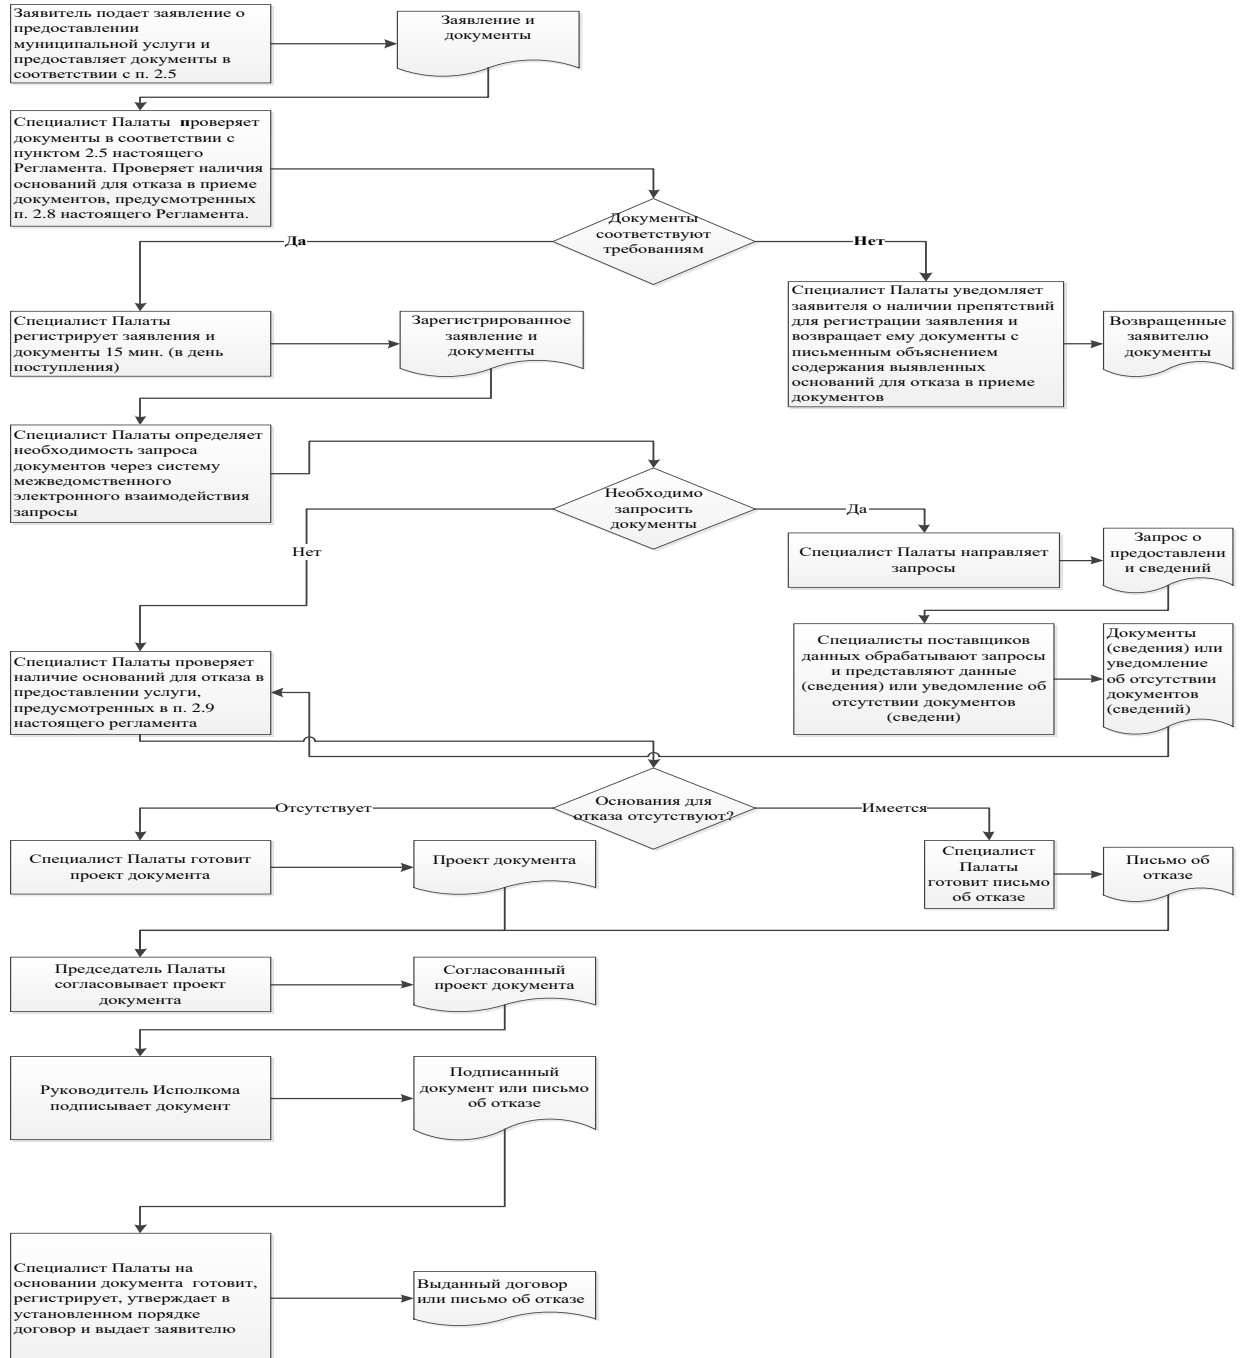 Заявитель подает заявление о
предоставлении
муниципальной услуги и
предоставляет документы в
соответствии с п. 2.5
Заявление и
документы
Специалист Палаты проверяет
документы в соответствии с
пунктом 2.5 настоящего
Регламента. Проверяет наличия
оснований для отказа в приеме
документов, предусмотренных
п. 2.8 настоящего Регламента.
Документы
соответствуют
требованиям
Да
Нет
Специалист Палаты
регистрирует заявления и
документы 15 мин. (в день
поступления)
Зарегистрированное
заявление и
документы
Специалист Палаты уведомляет
заявителя о наличии препятствий
для регистрации заявления и
возвращает ему документы с
письменным объяснением
содержания выявленных
оснований для отказа в приеме
документов
Возвращенные
заявителю
документы
Специалист Палаты определяет
необходимость запроса
документов через систему
межведомственного
электронного взаимодействия
запросы
Необходимо
запросить
документы
Да
Нет
Специалист Палаты направляет
запросы
Запрос о
предоставлени
и сведений
Специалисты поставщиков
данных обрабатывают запросы
и представляют данные
(сведения) или уведомление об
отсутствии документов
(сведени)
Документы
(сведения) или
уведомление
об отсутствии
документов
(сведений)
Специалист Палаты проверяет
наличие оснований для отказа в
предоставлении услуги,
предусмотренных в п. 2.9
настоящего регламента
Основания для
отказа отсутствуют?
Отсутствует
Имеется
Специалист Палаты готовит
проект документа
Проект документа
Специалист
Палаты
готовит письмо
об отказе
Письмо об
отказе
Председатель Палаты
согласовывает проект
документа
Согласованный
проект документа
Руководитель Исполкома
подписывает документ
Подписанный
документ или письмо
об отказе
Специалист Палаты на
основании документа готовит,
регистрирует, утверждает в
установленном порядке
договор и выдает заявителю
Выданный договор
или письмо об отказе